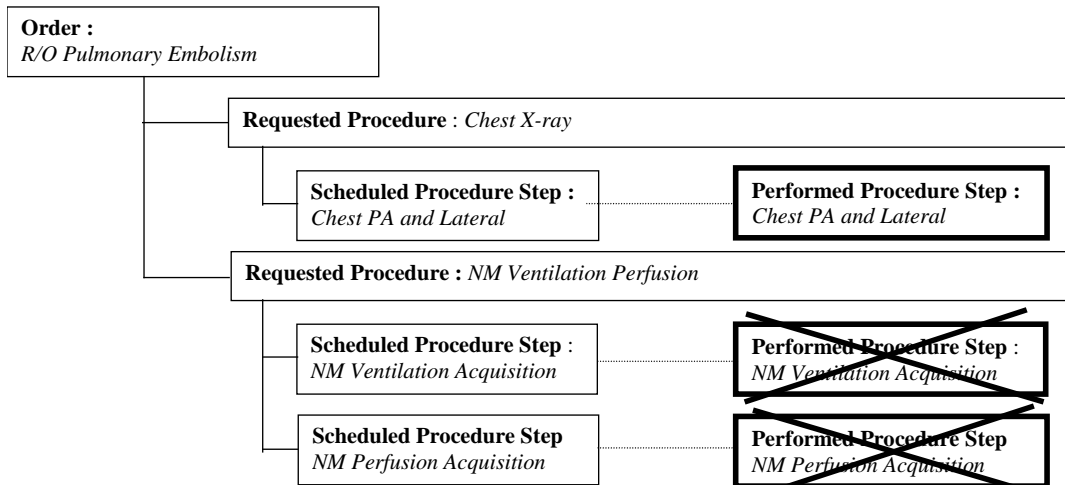 Order :
R/O Pulmonary Embolism
Requested Procedure : Chest X-ray
Scheduled Procedure Step :
Chest PA and Lateral
Performed Procedure Step :
Chest PA and Lateral
Requested Procedure : NM Ventilation Perfusion
Scheduled Procedure Step :
NM Ventilation Acquisition
Performed Procedure Step :
NM Ventilation Acquisition
Scheduled Procedure Step
NM Perfusion Acquisition
Performed Procedure Step
NM Perfusion Acquisition